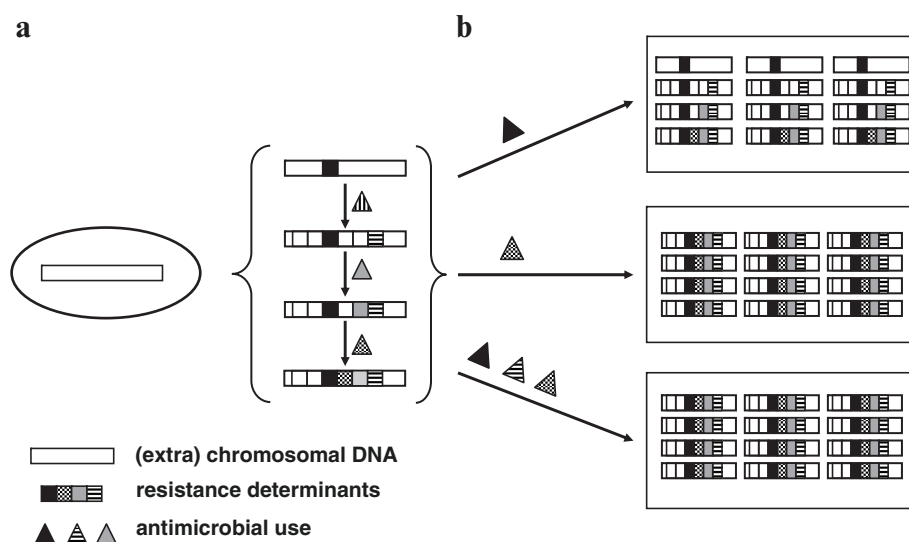 a
b
(extra) chromosomal DNA
resistance determinants
antimicrobial use